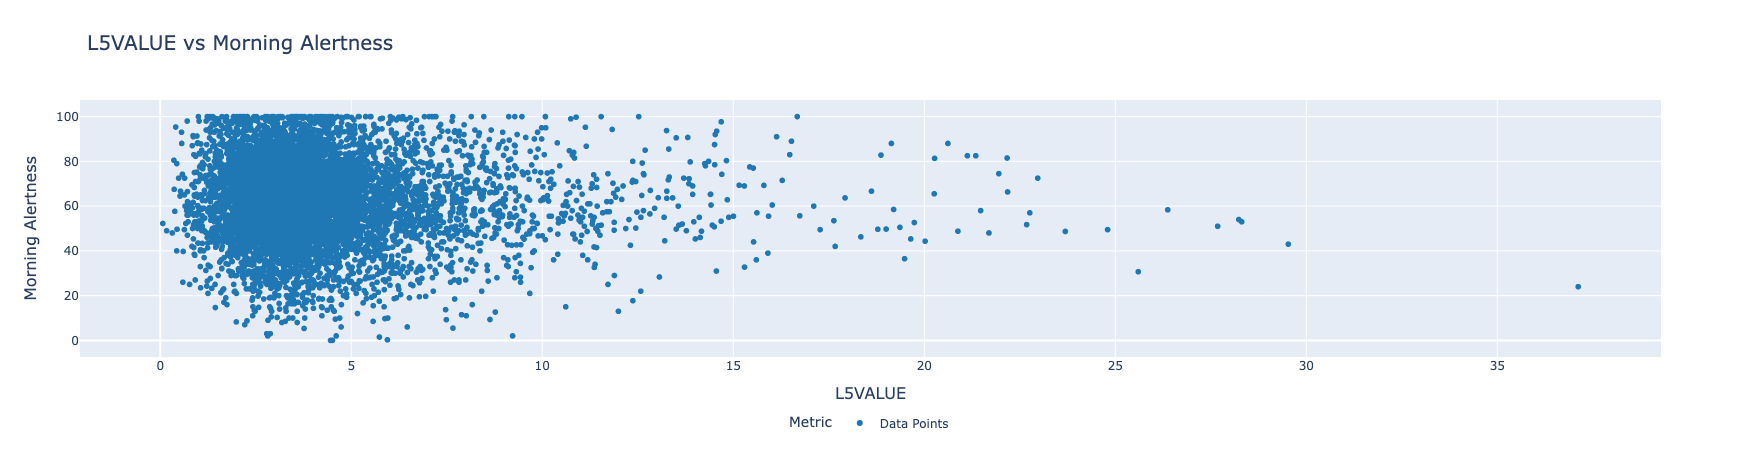 L5VALUE vs Morning Alertness
Morning Alertness
100
80
60
40
20
0
0 5 10 15 20 25 30 35
L5VALUE
Metric Data Points